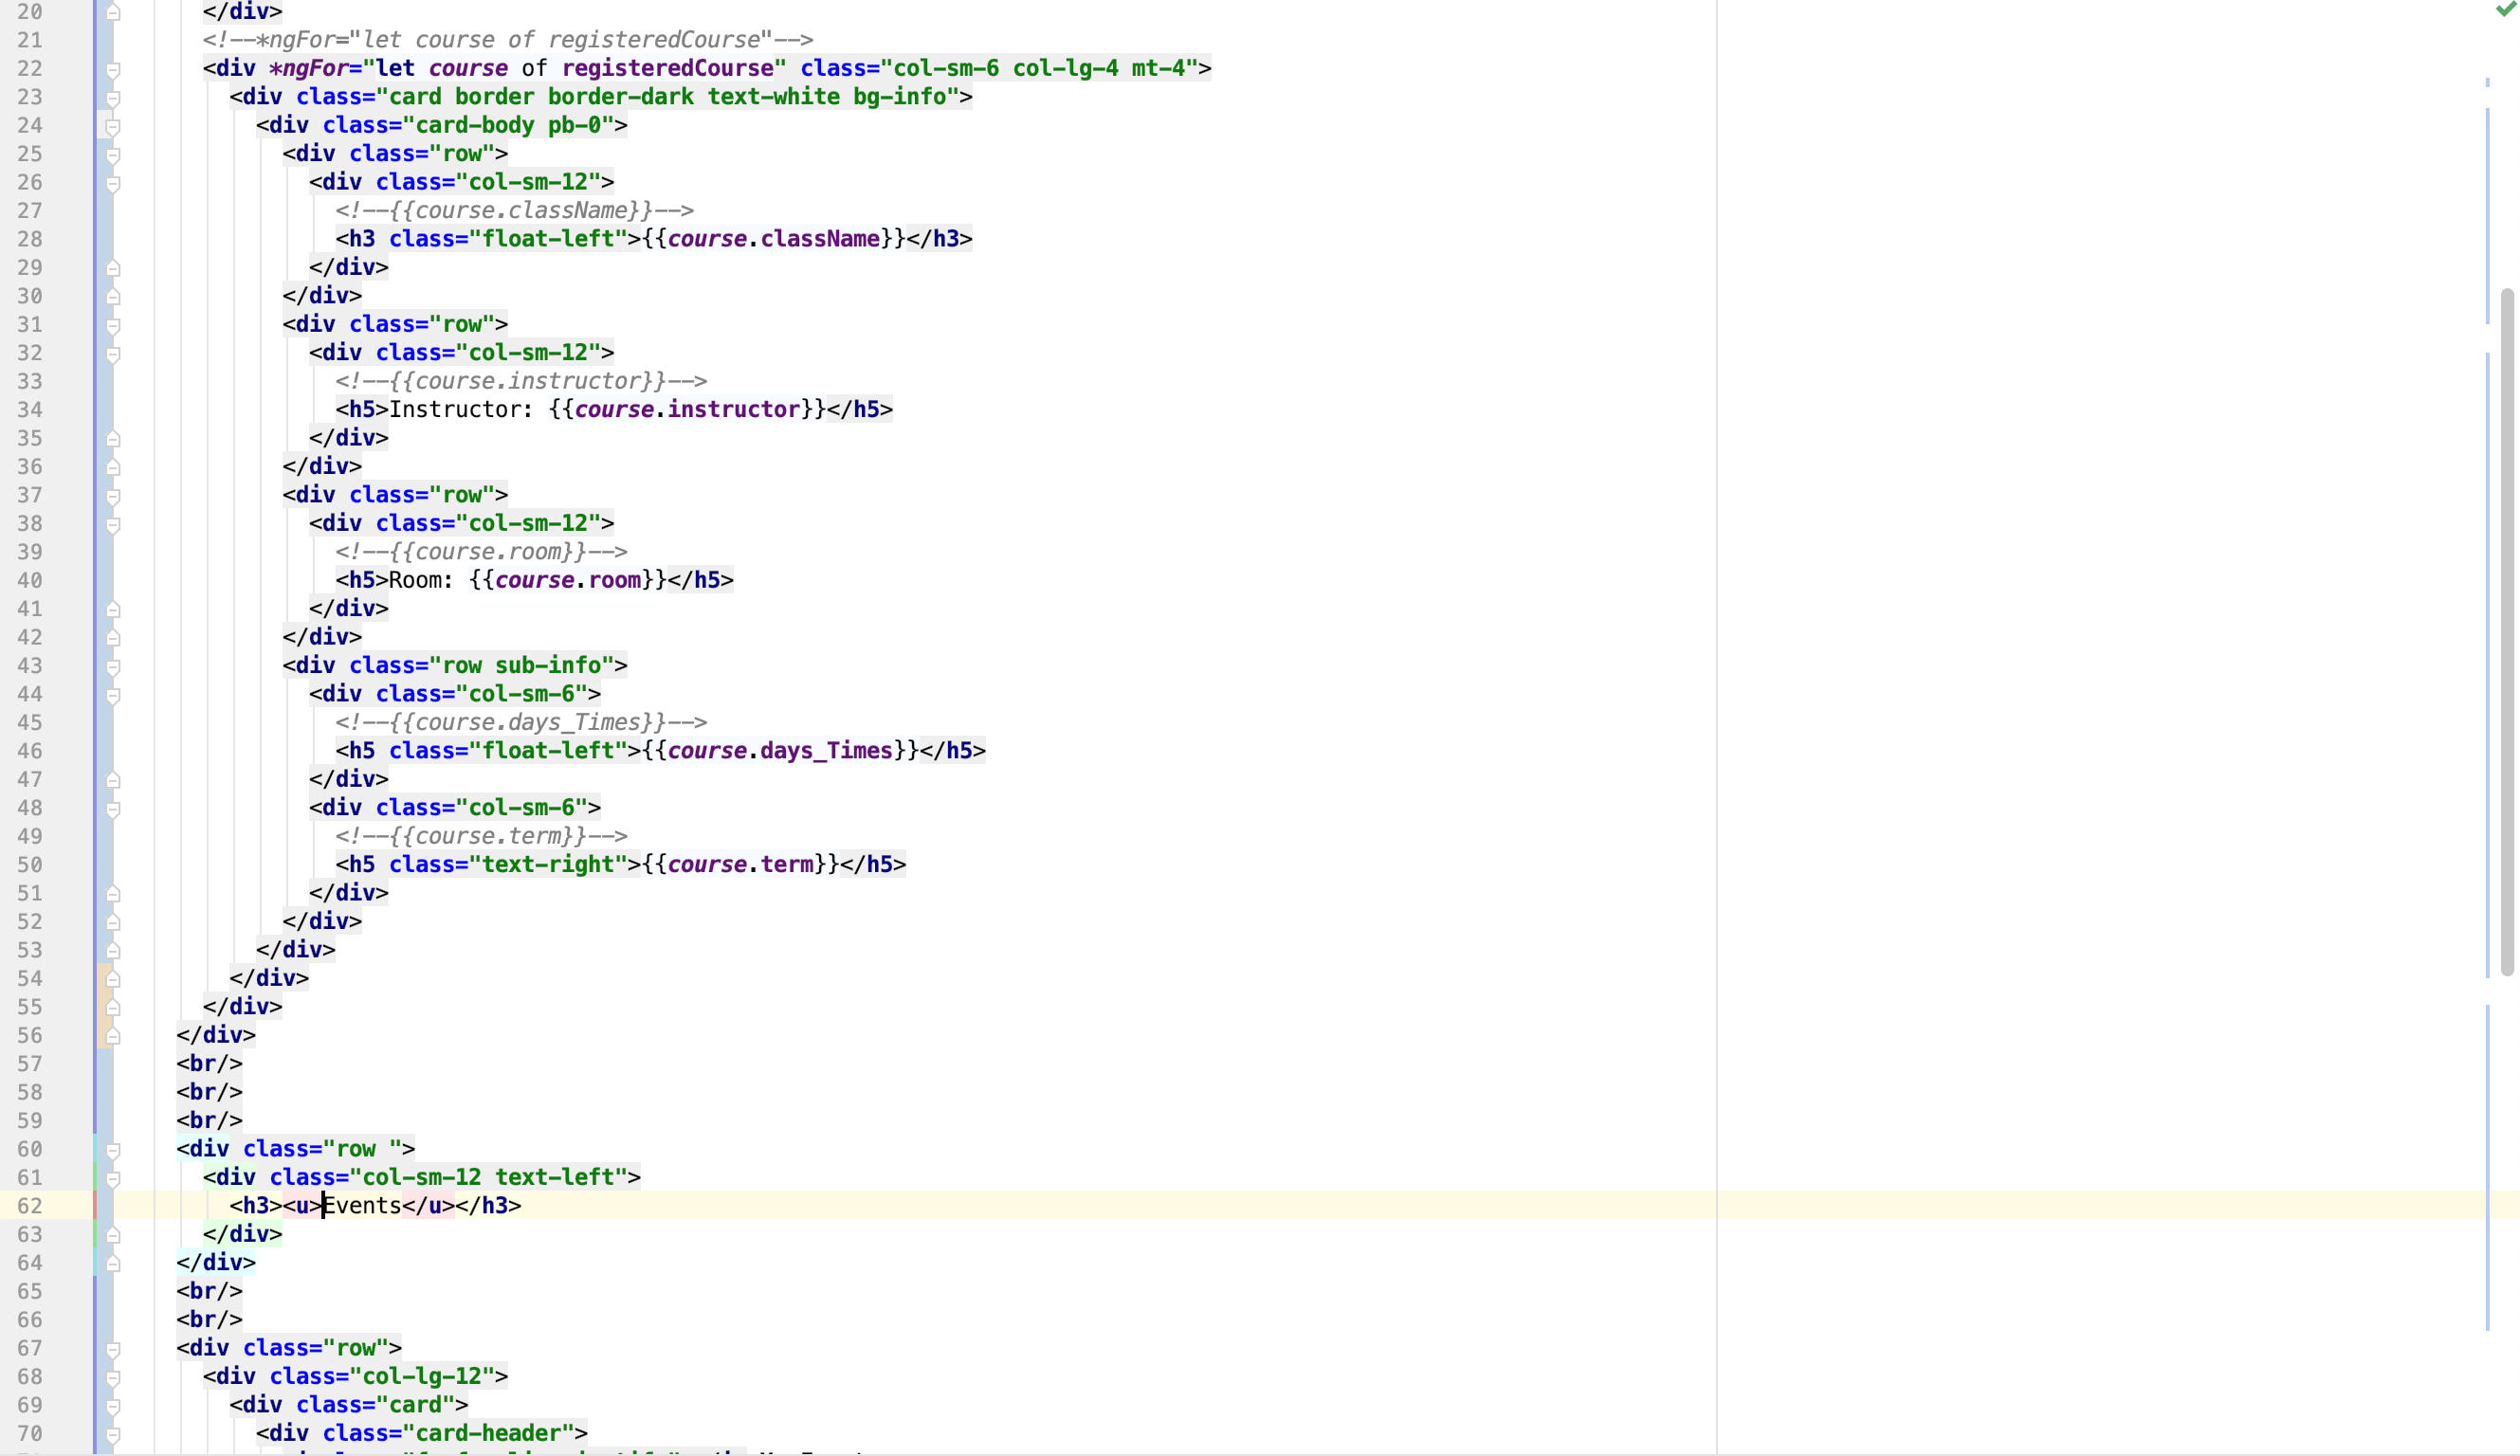 20 </div>
21 <!--*ngFor="let course of registeredCourse"-->
22 <div *ngFor="let course of registeredCourse" class="col-sm-6 col-lg-4 mt-4">
23 <div class="card border border-dark text-white bg-info">
24 <div class="card-body pb-0">
25 <div class="row">
26 <div class="col-sm-12">
27 <!--{{course.className}}-->
28 <h3 class="float-left">{{course.className}}</h3>
29 </div>
30 </div>
31 <div class="row">
32 <div class="col-sm-12">
33 <!--{{course.instructor}}-->
34 <h5>Instructor: {{course.instructor}}</h5>
35 </div>
36 </div>
37 <div class="row">
38 <div class="col-sm-12">
39 <!--{{course.room}}-->
40 <h5>Room: {{course.room}}</h5>
41 </div>
42 </div>
43 <div class="row sub-info">
44 <div class="col-sm-6">
45 <!--{{course.days_Times}}-->
46 <h5 class="float-left">{{course.days_Times}}</h5>
47 </div>
48 <div class="col-sm-6">
49 <!--{{course.term}}-->
50 <h5 class="text-right">{{course.term}}</h5>
51 </div>
52 </div>
53 </div>
54 </div>
55 </div>
56 </div>
57 <br/>
58 <br/>
59 <br/>
60 <div class="row ">
61 <div class="col-sm-12 text-left">
62 <h3><u>Events</u></h3>
63 </div>
64 </div>
65 <br/>
66 <br/>
67 <div class="row">
68 <div class="col-lg-12">
69 <div class="card">
70 <div class="card-header">